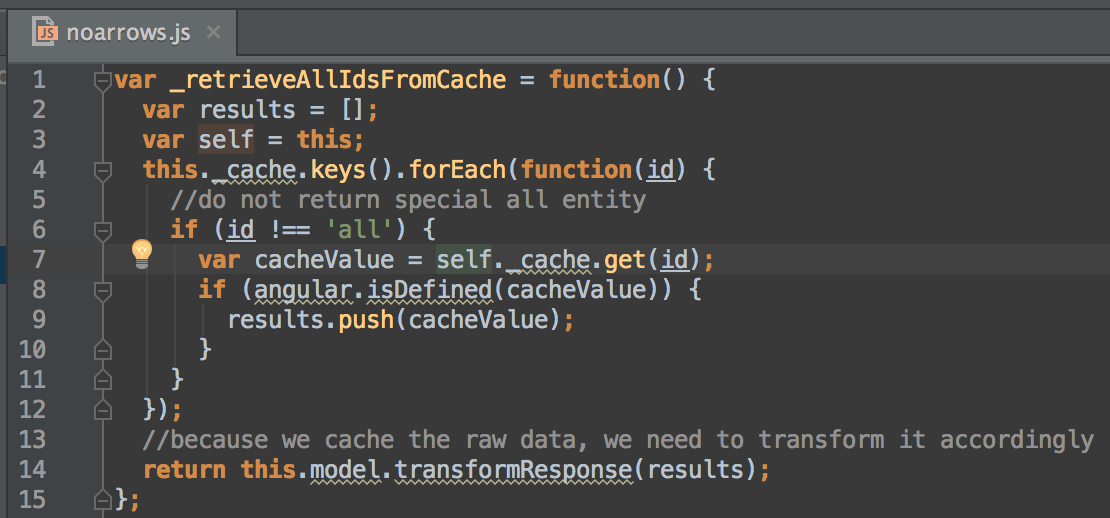 JS noarrows.js ×
1 var _retrieveAllIdsFromCache = function() {
2 var results = [];
3 var self = this;
4 this._cache.keys().forEach(function(id) {
5 //do not return special all entity
6 if (id !== 'all') {
7 var cacheValue = self._cache.get(id);
8 if (angular.isDefined(cacheValue)) {
9 results.push(cacheValue);
10 }
11 }
12 });
13 //because we cache the raw data, we need to transform it accordingly
14 return this.model.transformResponse(results);
15 };